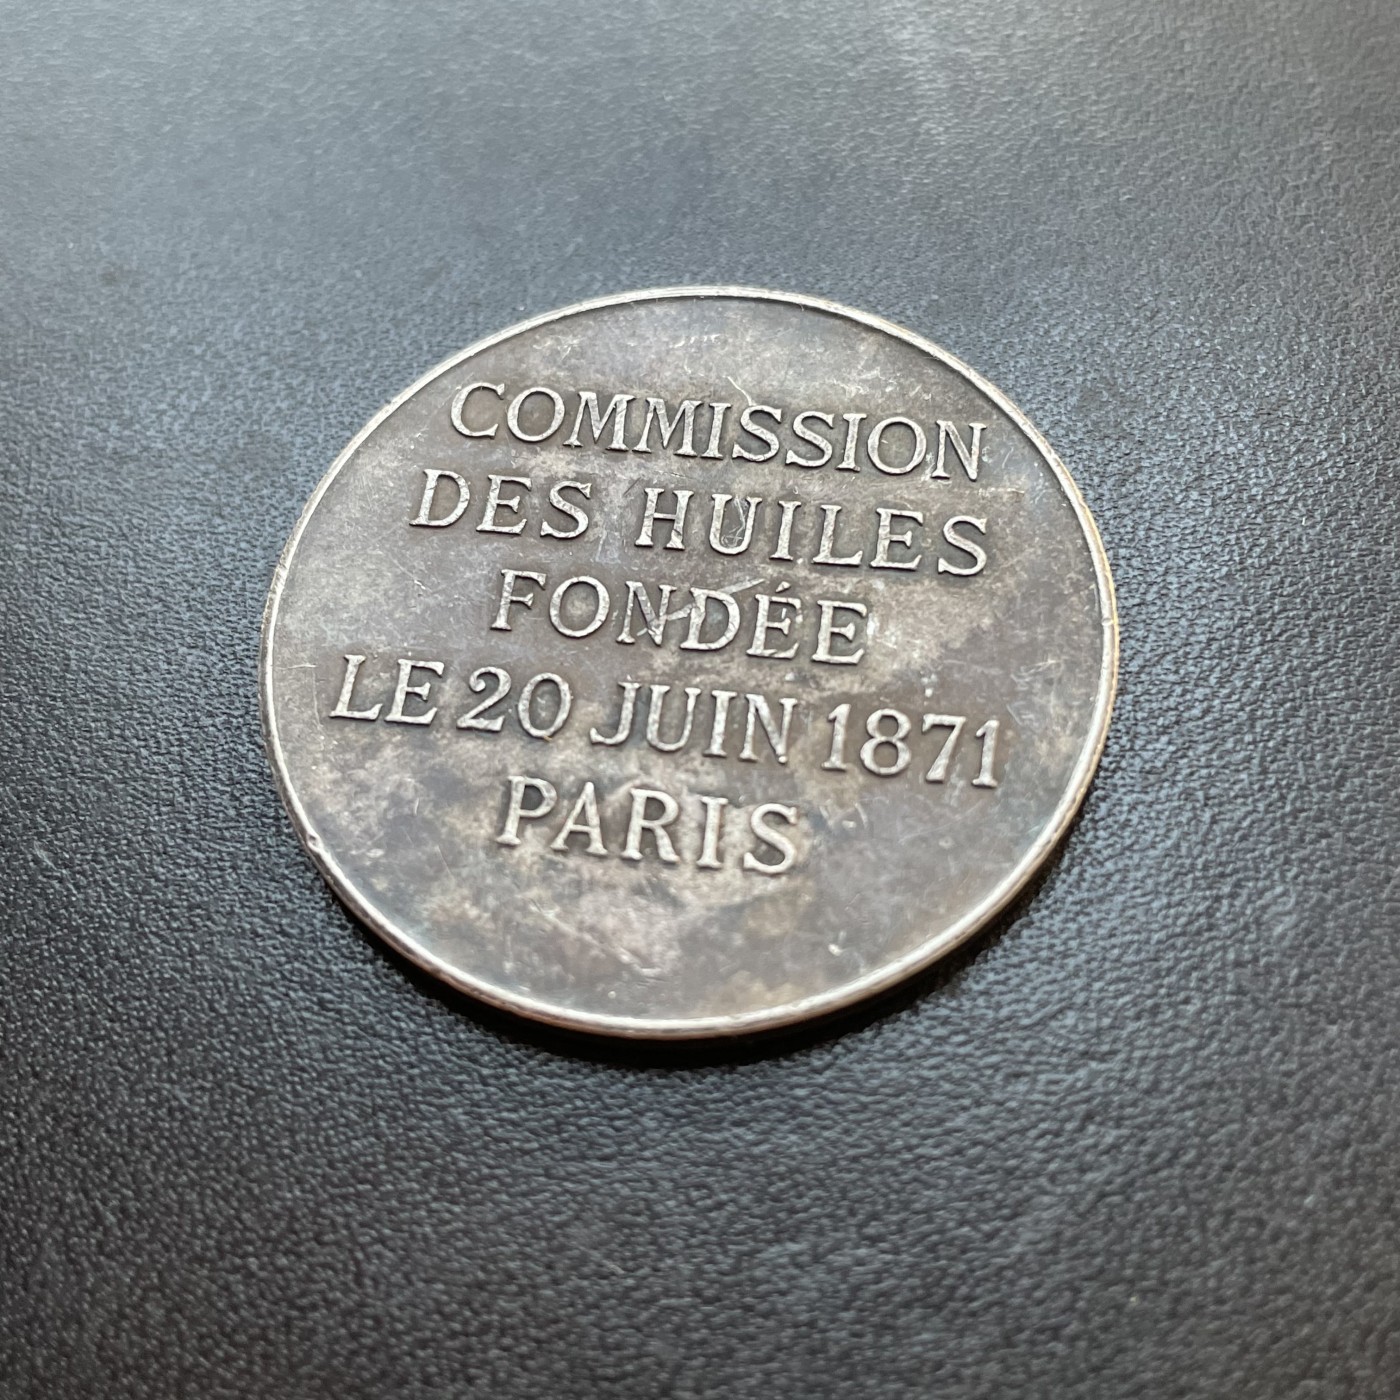 COMMISSION
DES HUILES
FONDÉE
LE 20 JUIN 1871
PARIS